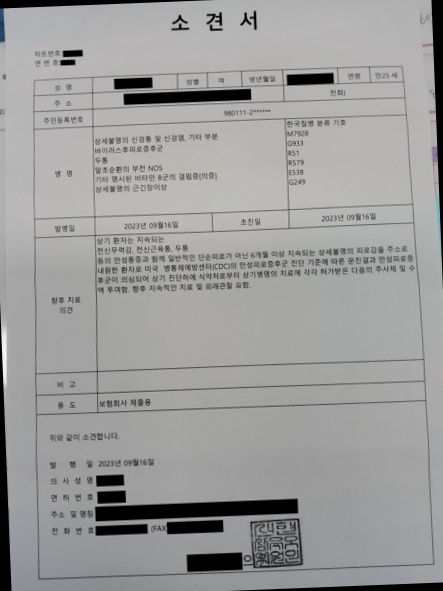 소 견 서
차트번호
연 번 호
성 명 성별 여 생년월일 연령 만25 세
주 소 전화)
주민등록번호 980111-2******
병 명
상세불명의 신경통 및 신경염, 기타 부분
바이러스후피로증후군
두통
말초순환의 부전 NOS
기타 명시된 비타민 B군의 결핍증[의증]
상세불명의 근긴장이상
한국질병 분류 기호
M7928
G933
R51
R579
E538
G249
발병일 2023년 09월16일 초진일 2023년 09월16일
향후 치료
의견
상기 환자는 지속되는
전신무력감, 전신근육통, 두통
등의 만성통증과 함께 일반적인 단순피로가 아닌 6개월 이상 지속되는 상세불명의 피로감을 주소로
내원한 환자로 미국 병통제예방센터(CDC)의 만성피로증후군 진단 기준에 따른 문진결과 만성피로증
후군이 의심되어 상기 진단하에 식약처로부터 상기병명의 치료에 각각 허가받은 다음의 주사제 및 수
액 투여함. 향후 지속적인 치료 및 외래관찰 요함.
비 고
용 도 보험회사 제출용
위와 같이 소견합니다.
발 행 일 2023년 09월16일
의 사 성 명
면 허 번 호
주소 및 명칭
전 화 번 호 (FAX